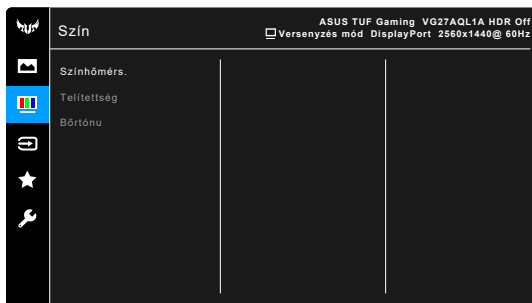 Szín
ASUS TUF Gaming VG27AQL1A HDR Off
Versenyzés mód DisplayPort 2560x1440@ 60Hz
Színhőmérs.
Telítettség
Bőrtónu